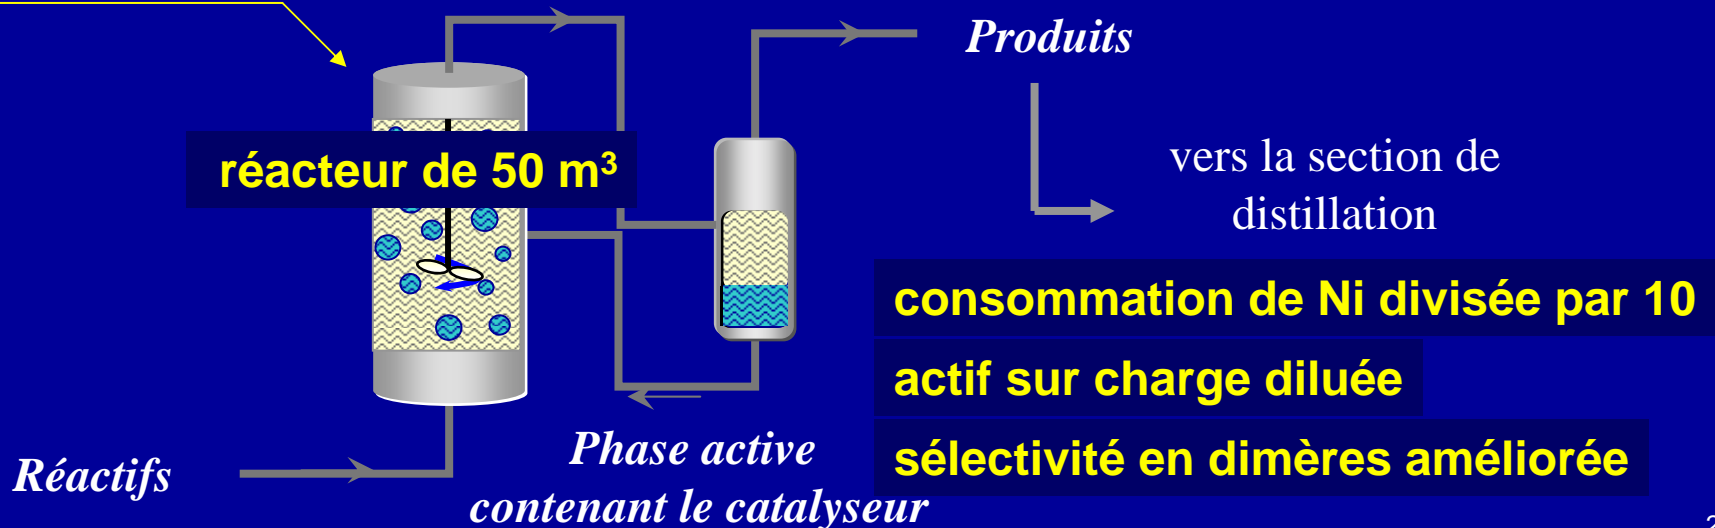 Produits
réacteur de 50 m³
vers la section de
distillation
consommation de Ni divisée par 10
actif sur charge diluée
sélectivité en dimères améliorée
Réactifs
Phase active
contenant le catalyseur